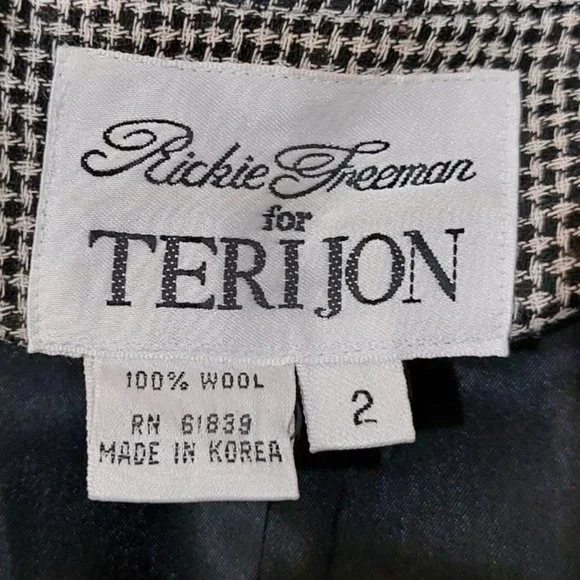 Rickie Freeman
for
TERI JON
100% WOOL
RN 61839
MADE IN KOREA
2